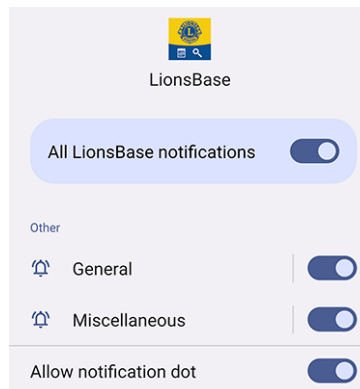 LionsBase
All LionsBase notifications
Other
General
Miscellaneous
Allow notification dot